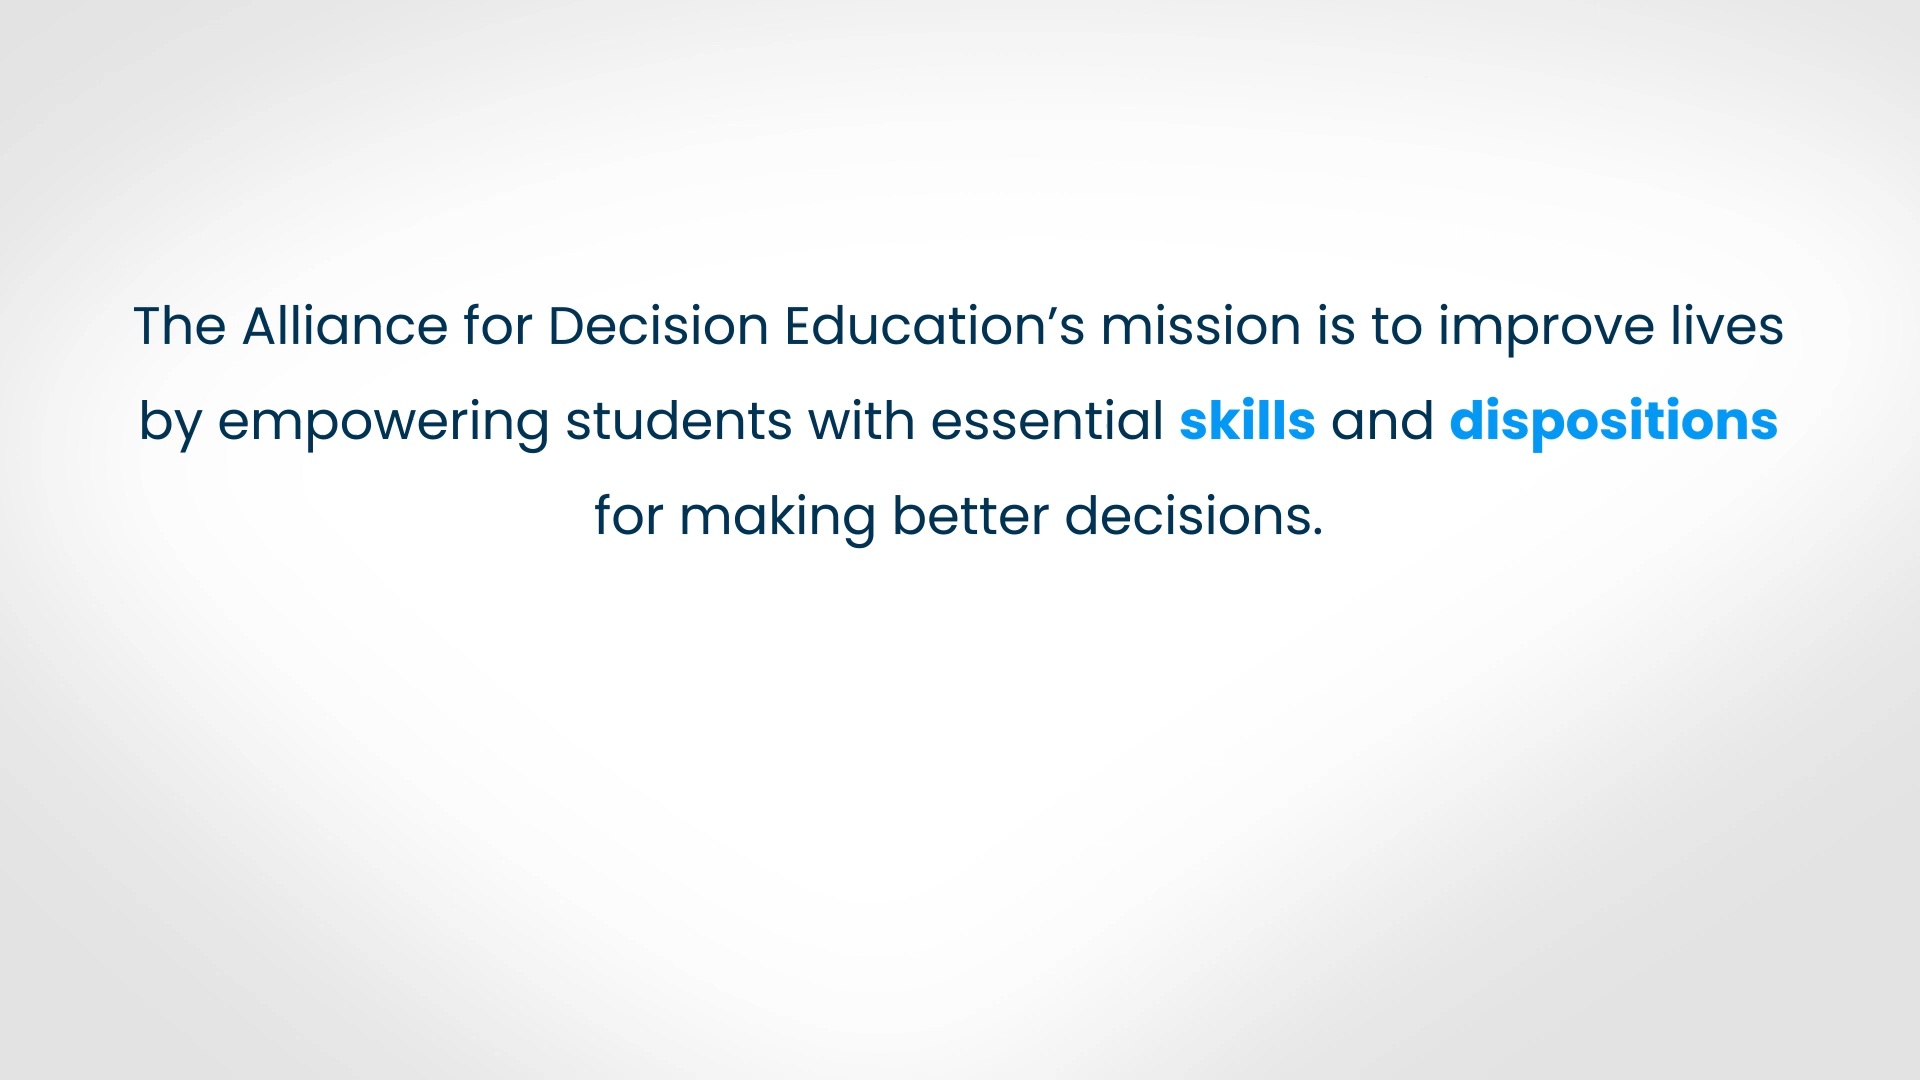 The Alliance for Decision Education’s mission is to improve lives
by empowering students with essential skills and dispositions
for making better decisions.